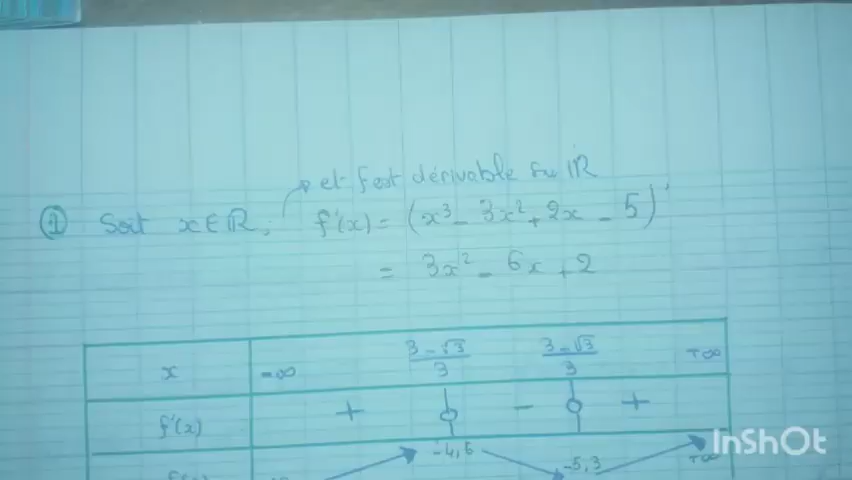 et f est dérivable sur ℝ
① Soit x ∈ ℝ, f'(x) = (x³ - 3x² + 2x - 5)'
= 3x² - 6x + 2
x -∞ (3-√3)/3 (3-√3)/3 +∞
f'(x) + 0 - 0 +
-4,6 -5,3 +∞
InShOt